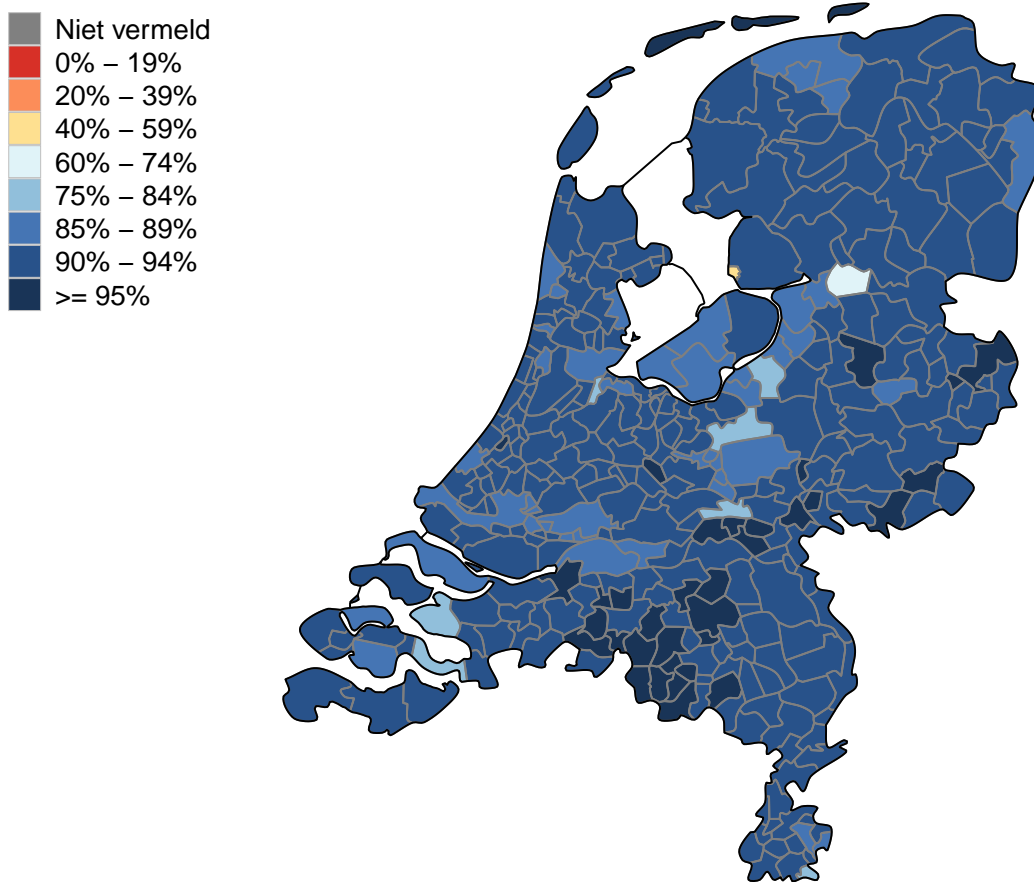 Niet vermeld
0% – 19%
20% – 39%
40% – 59%
60% – 74%
75% – 84%
85% – 89%
90% – 94%
>= 95%